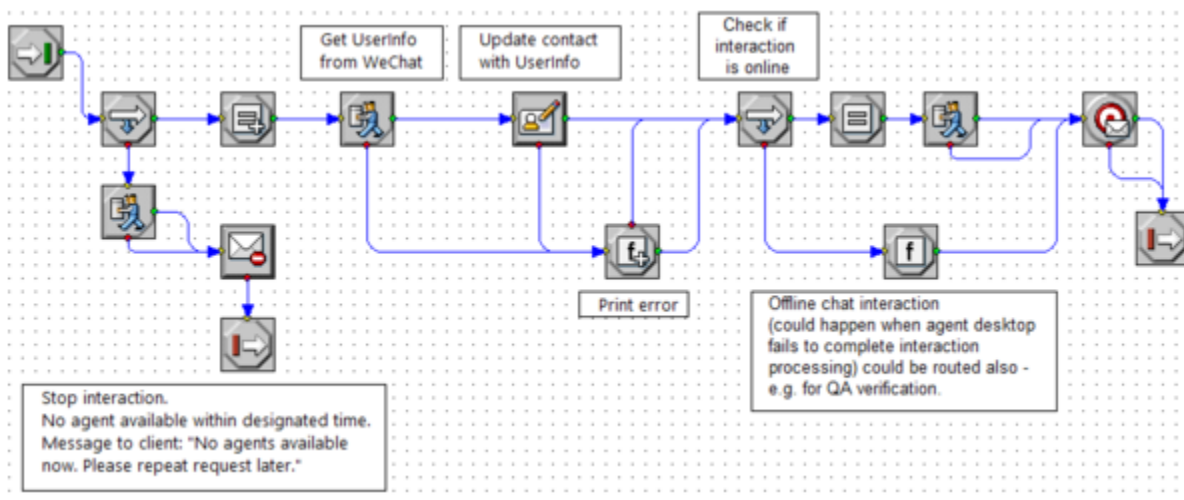 Get UserInfo
from WeChat
Update contact
with UserInfo
Check if
interaction
is online
f
f
Print error
Offline chat interaction
(could happen when agent desktop
fails to complete interaction
processing) could be routed also -
e.g. for QA verification.
Stop interaction.
No agent available within designated time.
Message to client: "No agents available
now. Please repeat request later."